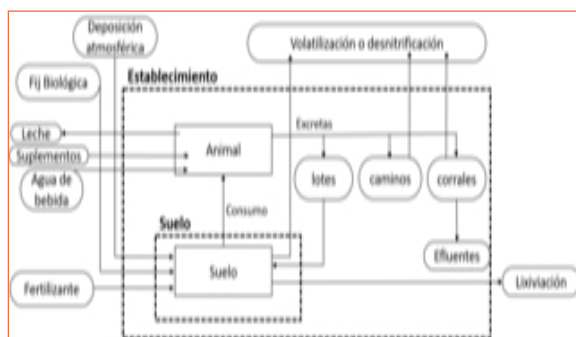 Deposición
atmosférica
Volatilización o desnitrificación
Fij Biológica
Establecimiento
Leche
Suplementos
Agua de
bebida
Animal
Excretas
lotes
caminos
corrales
Consumo
Suelo
Suelo
Efluentes
Fertilizante
Lixiviación